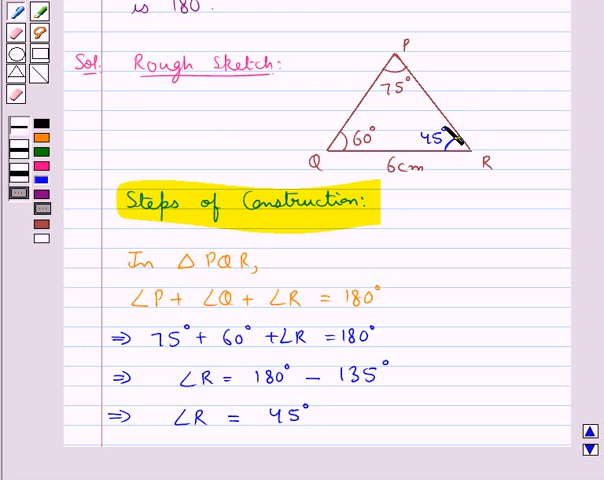 is 180°.
Sol. Rough Sketch:
P
75°
60°
45°
Q
6cm
R
Steps of Construction:
In △ PQR,
∠P + ∠Q + ∠R = 180°
⇒ 75° + 60° + ∠R = 180°
⇒ ∠R = 180° - 135°
⇒ ∠R = 45°